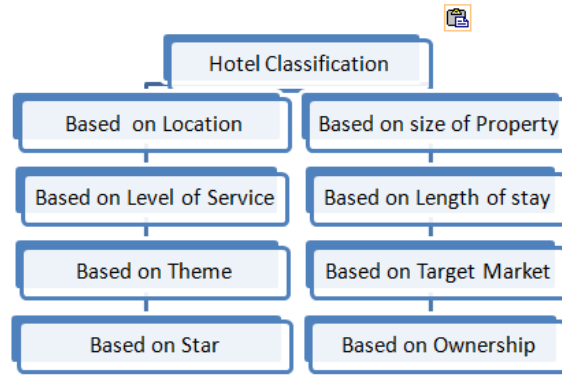 Hotel Classification
Based on Location
Based on size of Property
Based on Level of Service
Based on Length of stay
Based on Theme
Based on Target Market
Based on Star
Based on Ownership